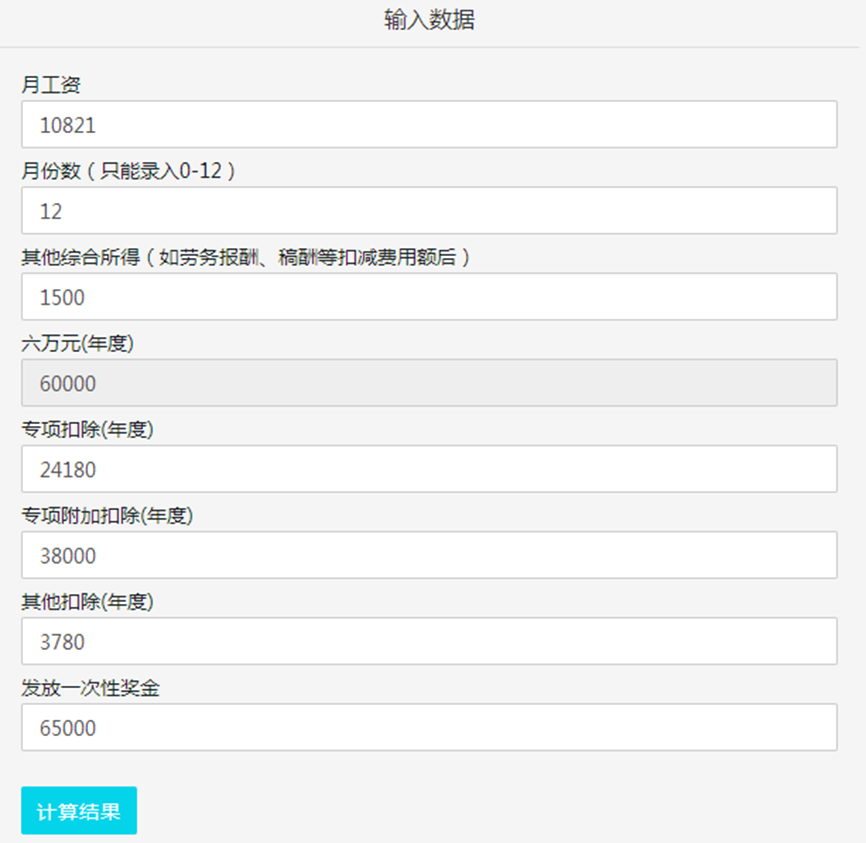 输入数据
月工资
10821
月份数（只能录入0-12）
12
其他综合所得（如劳务报酬、稿酬等扣减费用额后）
1500
六万元(年度)
60000
专项扣除(年度)
24180
专项附加扣除(年度)
38000
其他扣除(年度)
3780
发放一次性奖金
65000
计算结果